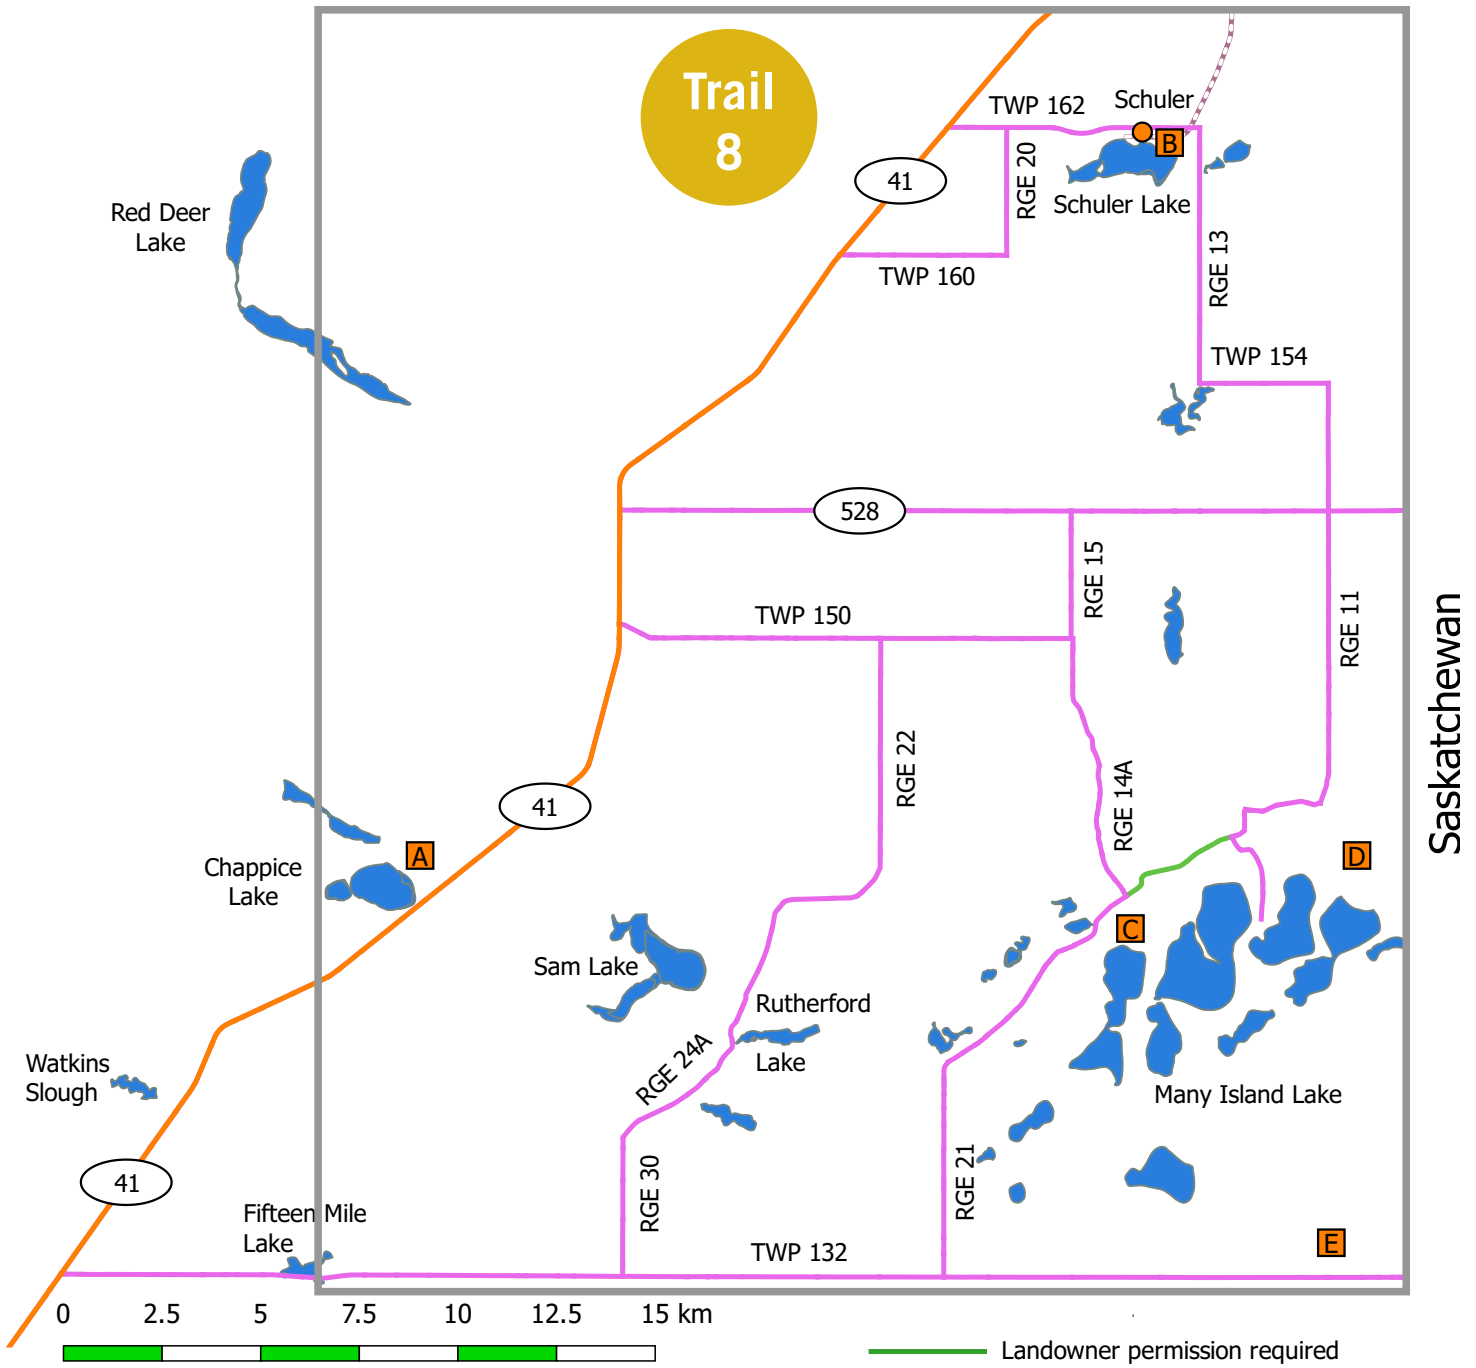 Trail
8
TWP 162
Schuler
B
41
RGE 20
Schuler Lake
Red Deer
Lake
RGE 13
TWP 160
TWP 154
528
RGE 15
TWP 150
RGE 11
Saskatchewan
RGE 22
RGE 14A
41
A
D
Chappice
Lake
C
Sam Lake
Rutherford
Lake
RGE 24A
Watkins
Slough
Many Island Lake
41
RGE 30
RGE 21
Fifteen Mile
Lake
TWP 132
E
0 2.5 5 7.5 10 12.5 15 km
Landowner permission required